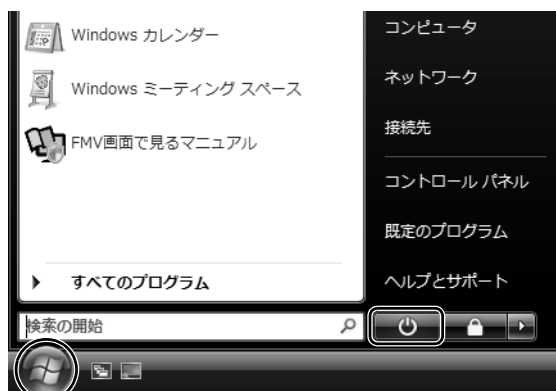 Windows カレンダー
Windows ミーティング スペース
FMV画面で見るマニュアル
すべてのプログラム
検索の開始
コンピュータ
ネットワーク
接続先
コントロール パネル
既定のプログラム
ヘルプとサポート